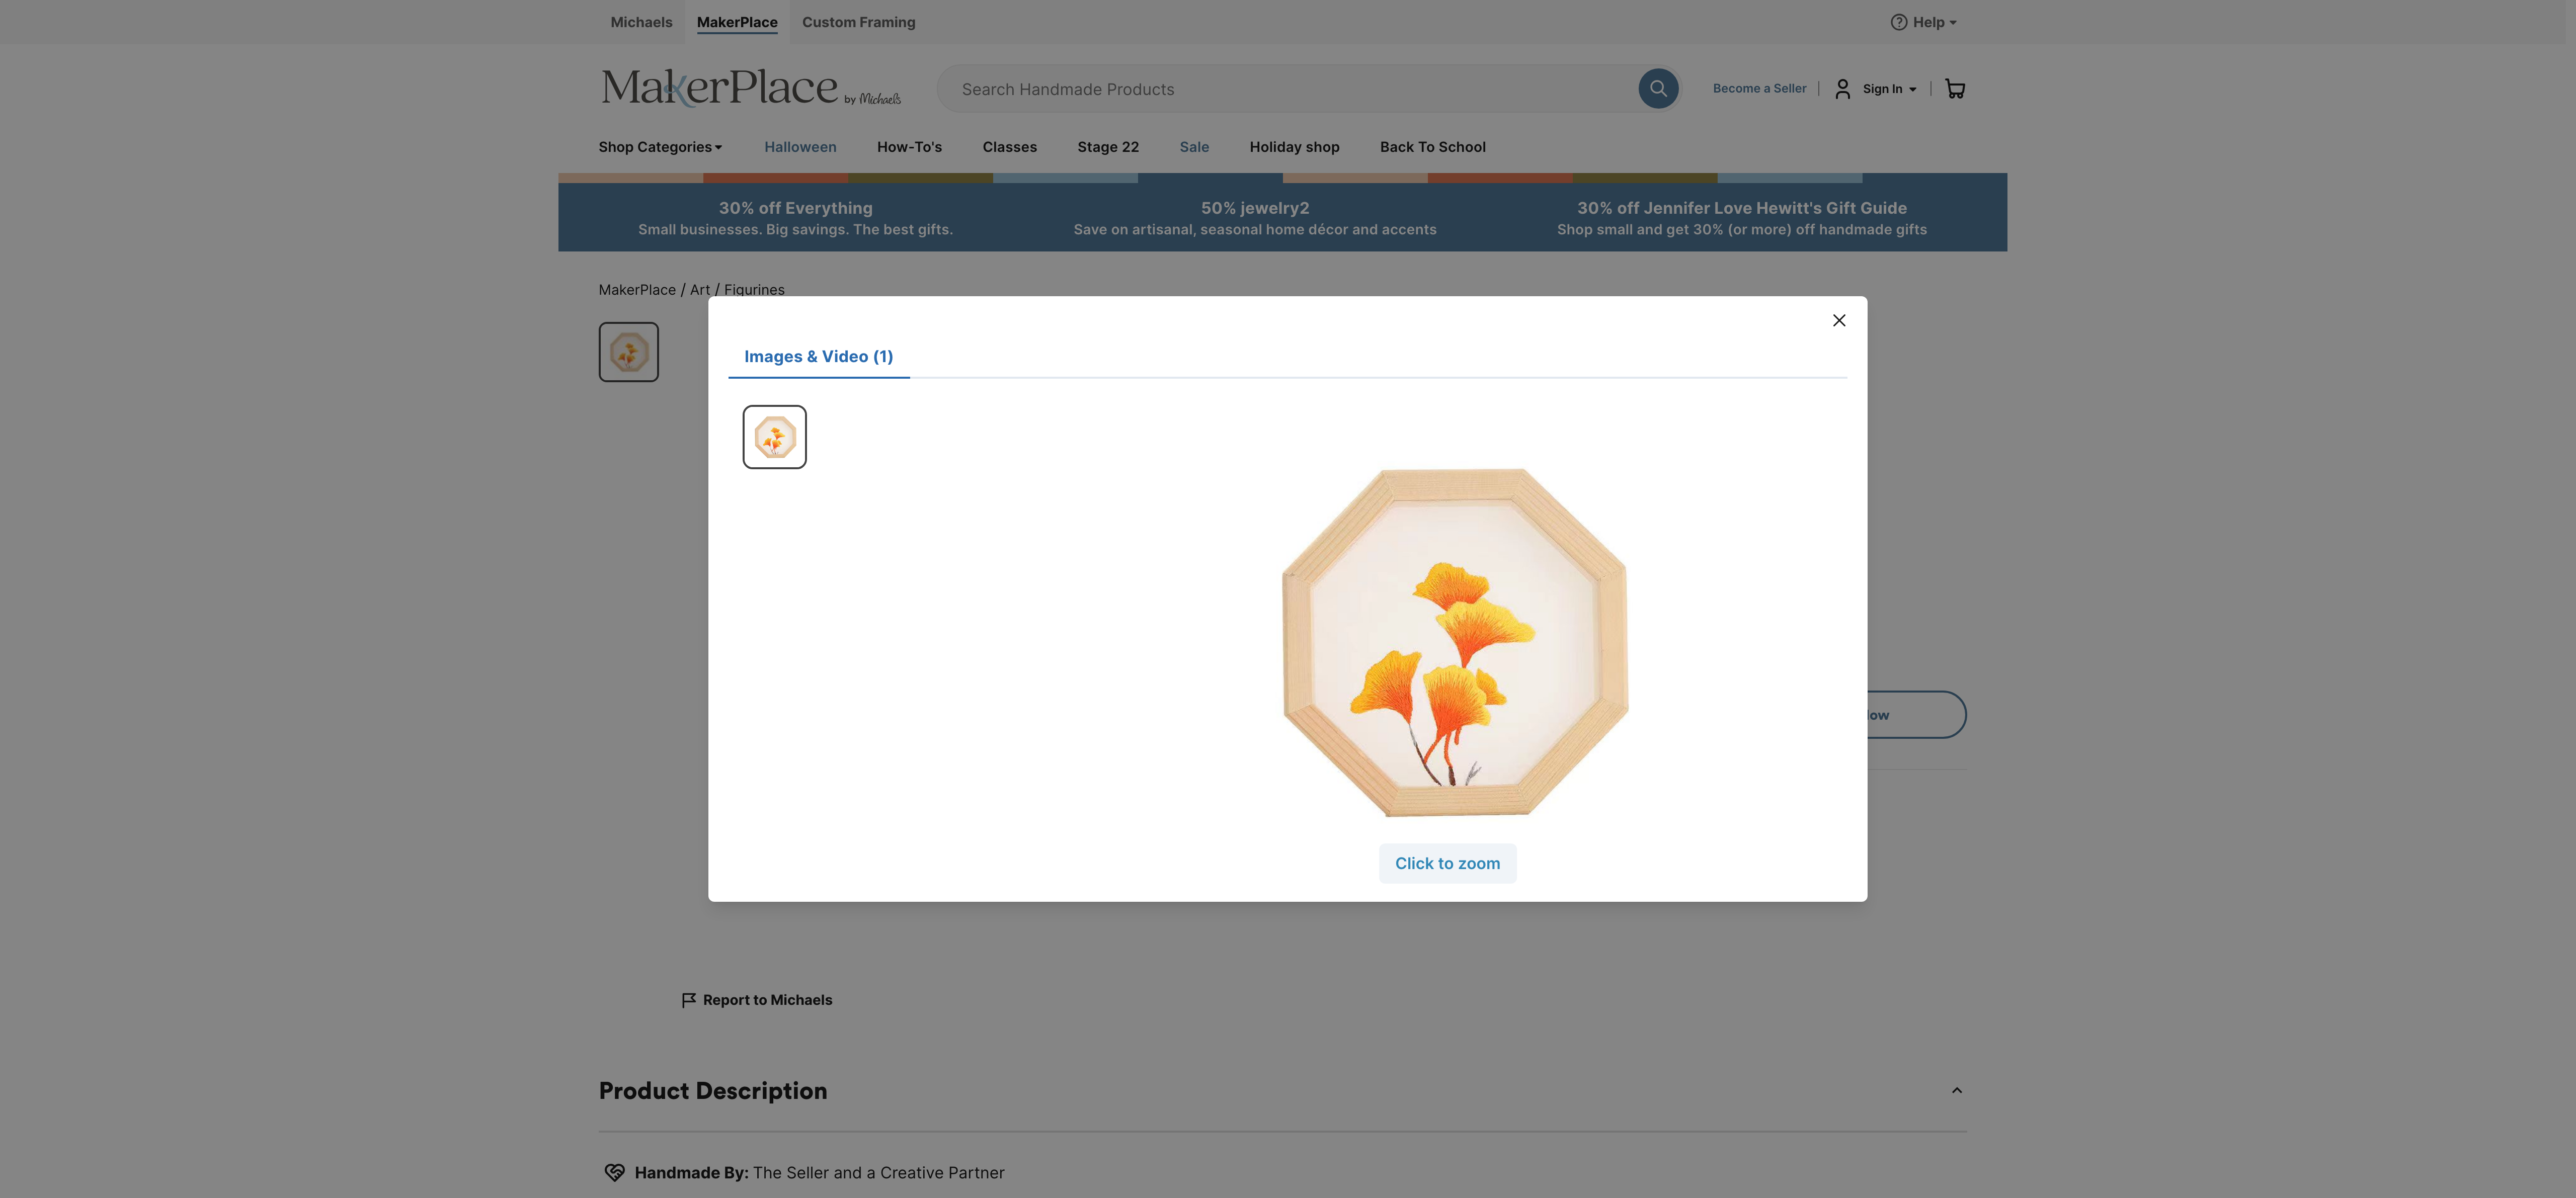 Michaels MakerPlace Custom Framing Help
MakerPlace by Michaels Search Handmade Products Become a Seller Sign In
Shop Categories Halloween How-To's Classes Stage 22 Sale Holiday shop Back To School
30% off Everything 50% jewelry2 30% off Jennifer Love Hewitt's Gift Guide
Small businesses. Big savings. The best gifts. Save on artisanal, seasonal home décor and accents Shop small and get 30% (or more) off handmade gifts
MakerPlace / Art / Figurines
Images & Video (1)
Click to zoom
Report to Michaels
Product Description
Handmade By: The Seller and a Creative Partner